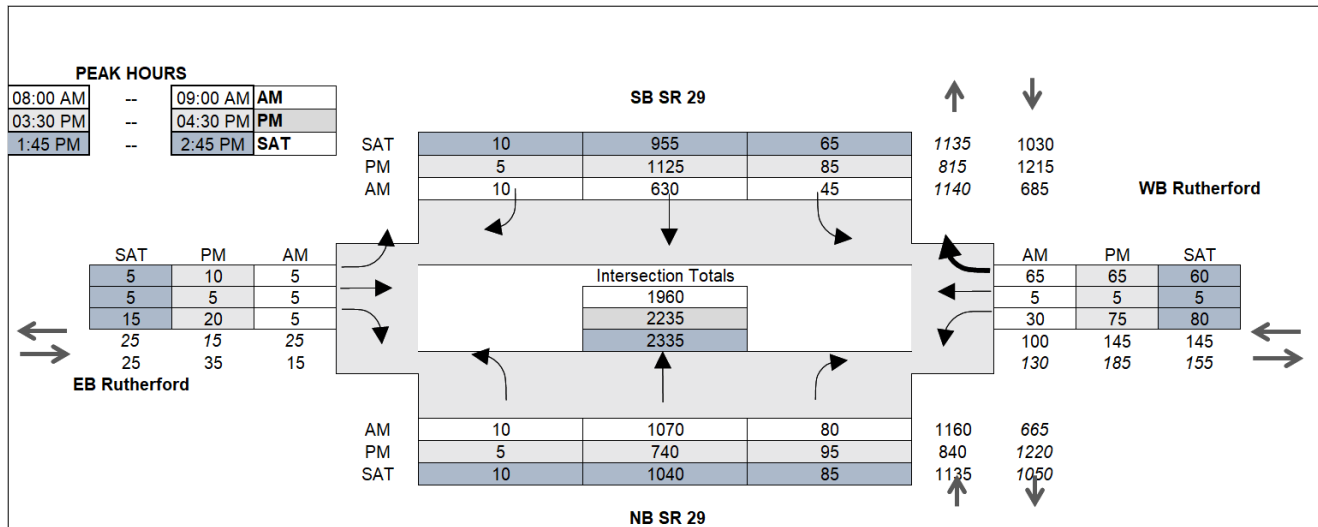 PEAK HOURS
08:00 AM -- 09:00 AM AM
03:30 PM -- 04:30 PM PM
1:45 PM -- 2:45 PM SAT
SB SR 29
SAT 10 955 65 1135 1030
PM 5 1125 85 815 1215
AM 10 630 45 1140 685
WB Rutherford
SAT PM AM
5 10 5
5 5 5
15 20 5
25 15 25
25 35 15
EB Rutherford
Intersection Totals
1960
2235
2335
AM PM SAT
65 65 60
5 5 5
30 75 80
100 145 145
130 185 155
AM 10 1070 80 1160 665
PM 5 740 95 840 1220
SAT 10 1040 85 1135 1050
NB SR 29